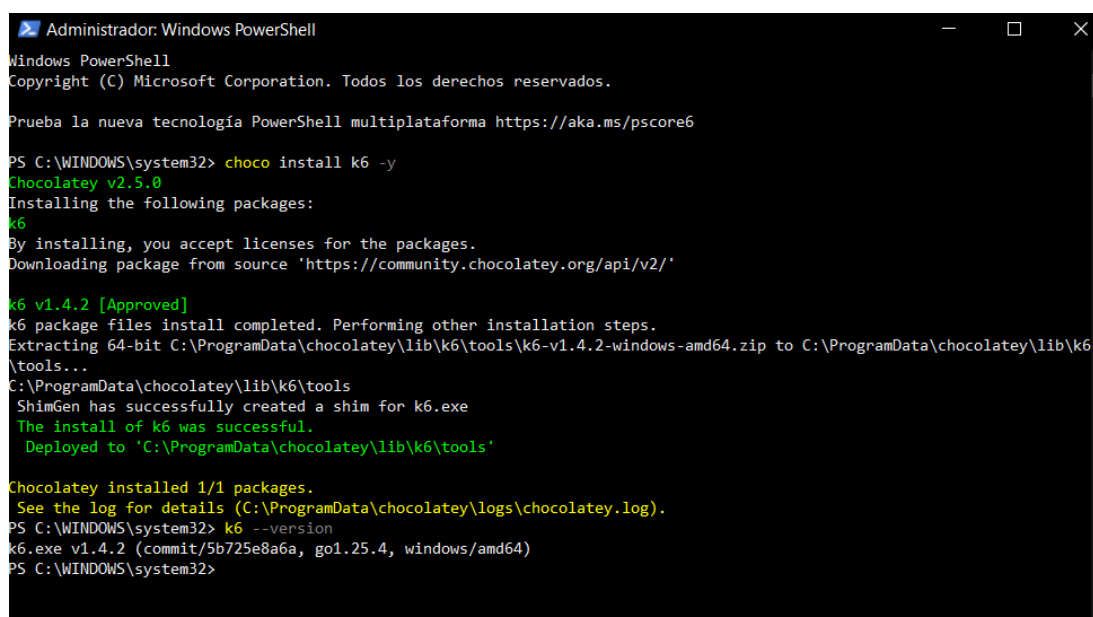 Administrador: Windows PowerShell
Windows PowerShell
Copyright (C) Microsoft Corporation. Todos los derechos reservados.
Prueba la nueva tecnología PowerShell multiplataforma https://aka.ms/pscore6
PS C:\WINDOWS\system32> choco install k6 -y
Chocolatey v2.5.0
Installing the following packages:
k6
By installing, you accept licenses for the packages.
Downloading package from source 'https://community.chocolatey.org/api/v2/'
k6 v1.4.2 [Approved]
k6 package files install completed. Performing other installation steps.
Extracting 64-bit C:\ProgramData\chocolatey\lib\k6\tools\k6-v1.4.2-windows-amd64.zip to C:\ProgramData\chocolatey\lib\k6
\tools...
C:\ProgramData\chocolatey\lib\k6\tools
ShimGen has successfully created a shim for k6.exe
The install of k6 was successful.
Deployed to 'C:\ProgramData\chocolatey\lib\k6\tools'
Chocolatey installed 1/1 packages.
See the log for details (C:\ProgramData\chocolatey\logs\chocolatey.log).
PS C:\WINDOWS\system32> k6 --version
k6.exe v1.4.2 (commit/5b725e8a6a, go1.25.4, windows/amd64)
PS C:\WINDOWS\system32>